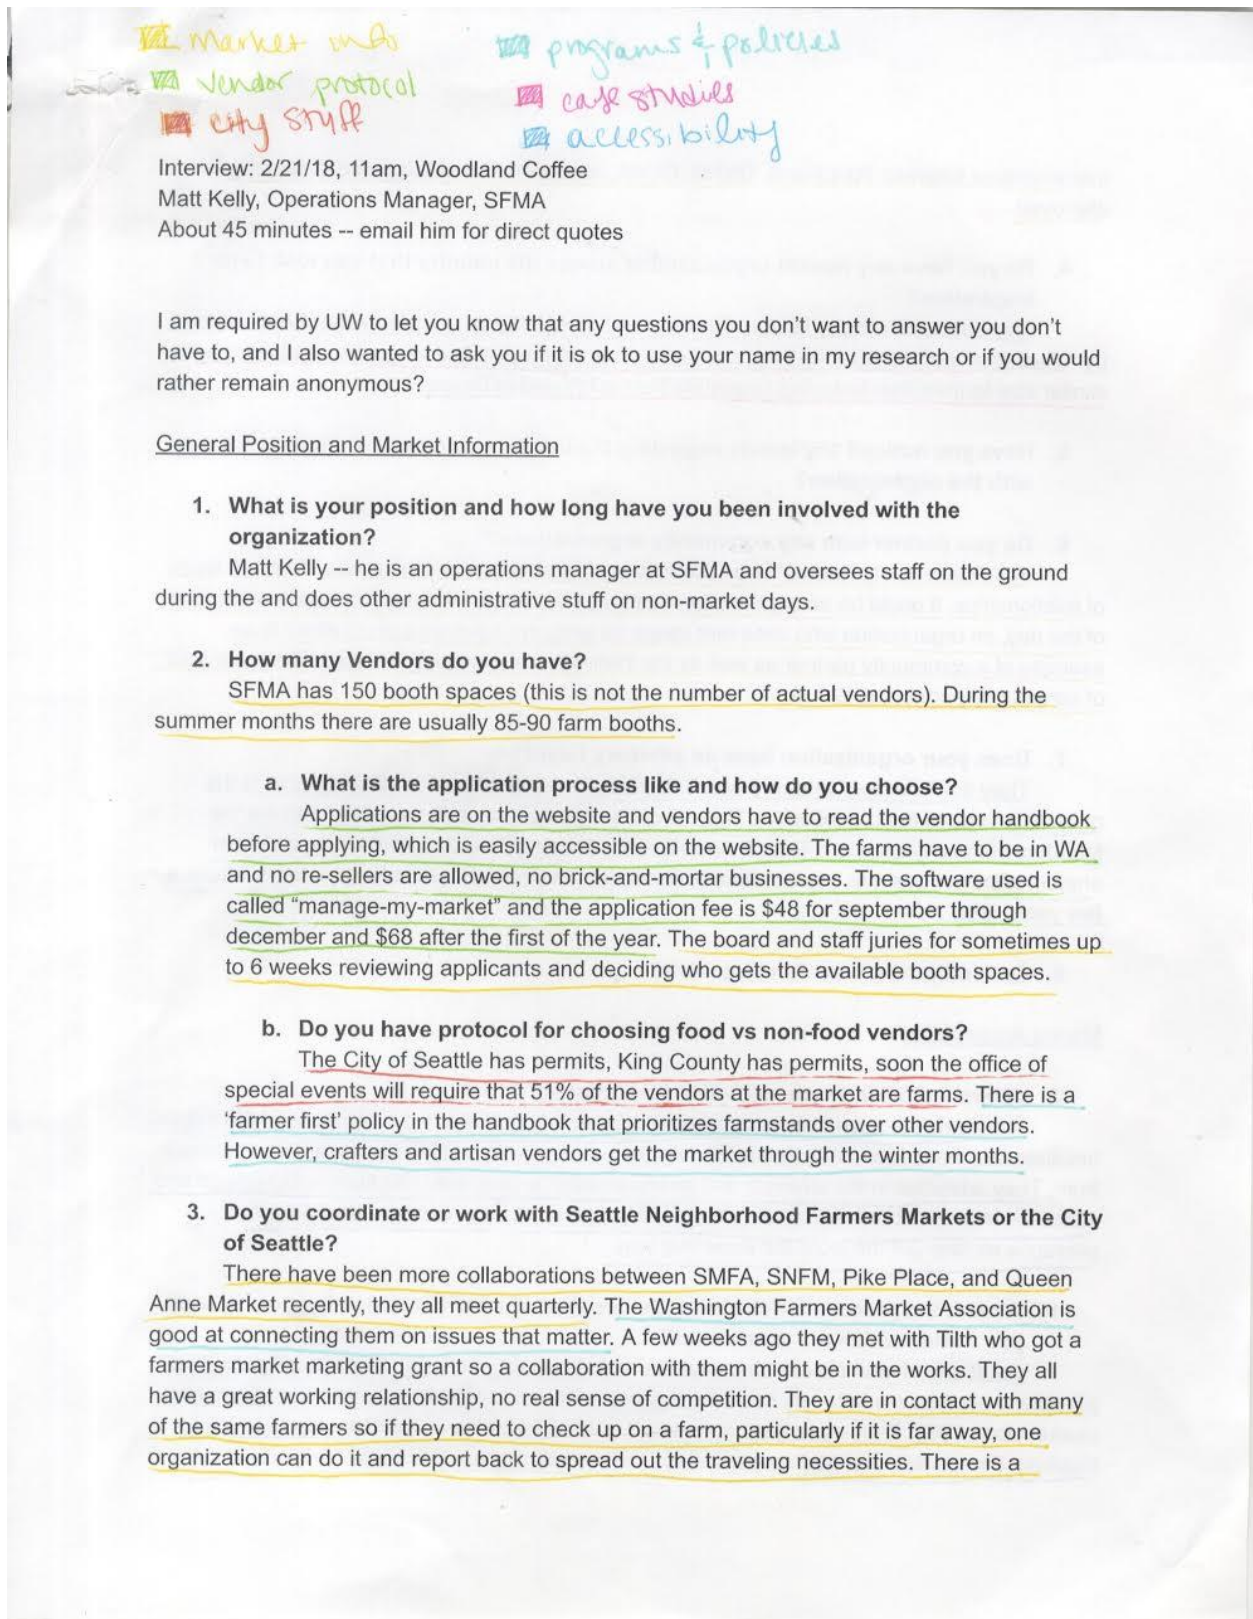 market info
programs & policies
vendor protocol
case studies
city stuff
accessibility
Interview: 2/21/18, 11am, Woodland Coffee
Matt Kelly, Operations Manager, SFMA
About 45 minutes -- email him for direct quotes
I am required by UW to let you know that any questions you don't want to answer you don't
have to, and I also wanted to ask you if it is ok to use your name in my research or if you would
rather remain anonymous?
General Position and Market Information
1. What is your position and how long have you been involved with the
organization?
Matt Kelly -- he is an operations manager at SFMA and oversees staff on the ground
during the and does other administrative stuff on non-market days.
2. How many Vendors do you have?
SFMA has 150 booth spaces (this is not the number of actual vendors). During the
summer months there are usually 85-90 farm booths.
a. What is the application process like and how do you choose?
Applications are on the website and vendors have to read the vendor handbook
before applying, which is easily accessible on the website. The farms have to be in WA
and no re-sellers are allowed, no brick-and-mortar businesses. The software used is
called "manage-my-market" and the application fee is $48 for september through
december and $68 after the first of the year. The board and staff juries for sometimes up
to 6 weeks reviewing applicants and deciding who gets the available booth spaces.
b. Do you have protocol for choosing food vs non-food vendors?
The City of Seattle has permits, King County has permits, soon the office of
special events will require that 51% of the vendors at the market are farms. There is a
'farmer first' policy in the handbook that prioritizes farmstands over other vendors.
However, crafters and artisan vendors get the market through the winter months.
3. Do you coordinate or work with Seattle Neighborhood Farmers Markets or the City
of Seattle?
There have been more collaborations between SMFA, SNFM, Pike Place, and Queen
Anne Market recently, they all meet quarterly. The Washington Farmers Market Association is
good at connecting them on issues that matter. A few weeks ago they met with Tilth who got a
farmers market marketing grant so a collaboration with them might be in the works. They all
have a great working relationship, no real sense of competition. They are in contact with many
of the same farmers so if they need to check up on a farm, particularly if it is far away, one
organization can do it and report back to spread out the traveling necessities. There is a